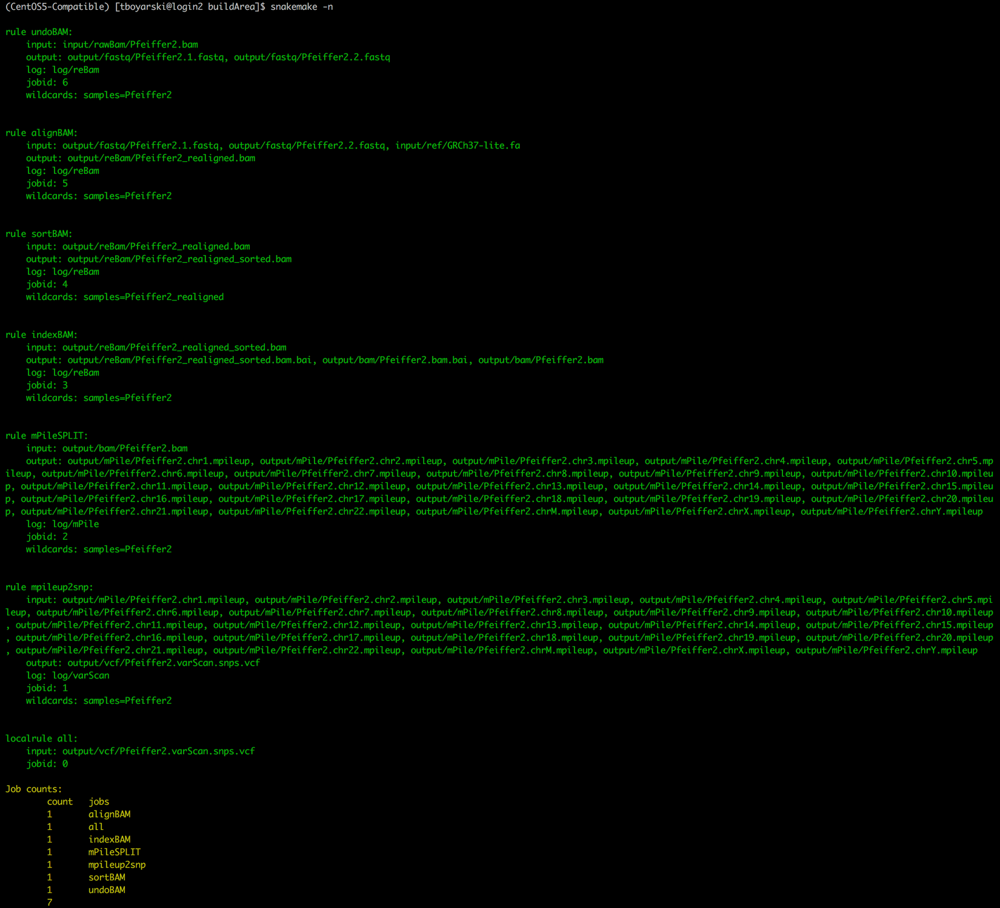 (CentOS5-Compatible) [tboyarski@login2 buildArea]$ snakemake -n
rule undoBAM:
    input: input/rawBam/Pfeiffer2.bam
    output: output/fastq/Pfeiffer2.1.fastq, output/fastq/Pfeiffer2.2.fastq
    log: log/reBam
    jobid: 6
    wildcards: samples=Pfeiffer2
rule alignBAM:
    input: output/fastq/Pfeiffer2.1.fastq, output/fastq/Pfeiffer2.2.fastq, input/ref/GRCh37-lite.fa
    output: output/reBam/Pfeiffer2_realigned.bam
    log: log/reBam
    jobid: 5
    wildcards: samples=Pfeiffer2
rule sortBAM:
    input: output/reBam/Pfeiffer2_realigned.bam
    output: output/reBam/Pfeiffer2_realigned_sorted.bam
    log: log/reBam
    jobid: 4
    wildcards: samples=Pfeiffer2_realigned
rule indexBAM:
    input: output/reBam/Pfeiffer2_realigned_sorted.bam
    output: output/reBam/Pfeiffer2_realigned_sorted.bam.bai, output/bam/Pfeiffer2.bam.bai, output/bam/Pfeiffer2.bam
    log: log/reBam
    jobid: 3
    wildcards: samples=Pfeiffer2
rule mPileSPLIT:
    input: output/bam/Pfeiffer2.bam
    output: output/mPile/Pfeiffer2.chr1.mpileup, output/mPile/Pfeiffer2.chr2.mpileup, output/mPile/Pfeiffer2.chr3.mpileup, output/mPile/Pfeiffer2.chr4.mpileup, output/mPile/Pfeiffer2.chr5.mp
ileup, output/mPile/Pfeiffer2.chr6.mpileup, output/mPile/Pfeiffer2.chr7.mpileup, output/mPile/Pfeiffer2.chr8.mpileup, output/mPile/Pfeiffer2.chr9.mpileup, output/mPile/Pfeiffer2.chr10.mpileu
p, output/mPile/Pfeiffer2.chr11.mpileup, output/mPile/Pfeiffer2.chr12.mpileup, output/mPile/Pfeiffer2.chr13.mpileup, output/mPile/Pfeiffer2.chr14.mpileup, output/mPile/Pfeiffer2.chr15.mpileu
p, output/mPile/Pfeiffer2.chr16.mpileup, output/mPile/Pfeiffer2.chr17.mpileup, output/mPile/Pfeiffer2.chr18.mpileup, output/mPile/Pfeiffer2.chr19.mpileup, output/mPile/Pfeiffer2.chr20.mpileu
p, output/mPile/Pfeiffer2.chr21.mpileup, output/mPile/Pfeiffer2.chr22.mpileup, output/mPile/Pfeiffer2.chrM.mpileup, output/mPile/Pfeiffer2.chrX.mpileup, output/mPile/Pfeiffer2.chrY.mpileup
    log: log/mPile
    jobid: 2
    wildcards: samples=Pfeiffer2
rule mpileup2snp:
    input: output/mPile/Pfeiffer2.chr1.mpileup, output/mPile/Pfeiffer2.chr2.mpileup, output/mPile/Pfeiffer2.chr3.mpileup, output/mPile/Pfeiffer2.chr4.mpileup, output/mPile/Pfeiffer2.chr5.mpi
leup, output/mPile/Pfeiffer2.chr6.mpileup, output/mPile/Pfeiffer2.chr7.mpileup, output/mPile/Pfeiffer2.chr8.mpileup, output/mPile/Pfeiffer2.chr9.mpileup, output/mPile/Pfeiffer2.chr10.mpileup
, output/mPile/Pfeiffer2.chr11.mpileup, output/mPile/Pfeiffer2.chr12.mpileup, output/mPile/Pfeiffer2.chr13.mpileup, output/mPile/Pfeiffer2.chr14.mpileup, output/mPile/Pfeiffer2.chr15.mpileup
, output/mPile/Pfeiffer2.chr16.mpileup, output/mPile/Pfeiffer2.chr17.mpileup, output/mPile/Pfeiffer2.chr18.mpileup, output/mPile/Pfeiffer2.chr19.mpileup, output/mPile/Pfeiffer2.chr20.mpileup
, output/mPile/Pfeiffer2.chr21.mpileup, output/mPile/Pfeiffer2.chr22.mpileup, output/mPile/Pfeiffer2.chrM.mpileup, output/mPile/Pfeiffer2.chrX.mpileup, output/mPile/Pfeiffer2.chrY.mpileup
    output: output/vcf/Pfeiffer2.varScan.snps.vcf
    log: log/varScan
    jobid: 1
    wildcards: samples=Pfeiffer2
localrule all:
    input: output/vcf/Pfeiffer2.varScan.snps.vcf
    jobid: 0
Job counts:
        count   jobs
        1       alignBAM
        1       all
        1       indexBAM
        1       mPileSPLIT
        1       mpileup2snp
        1       sortBAM
        1       undoBAM
        7